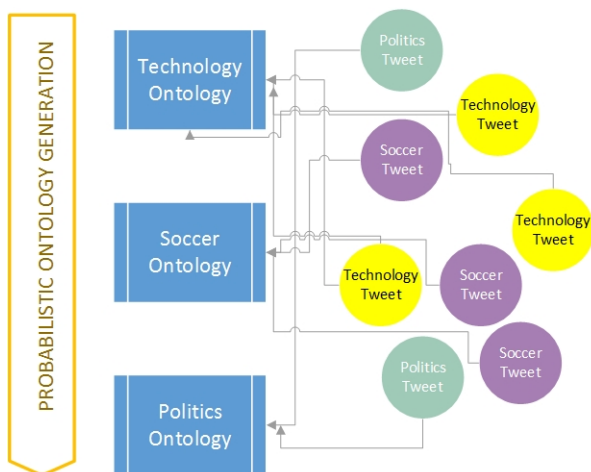 PROBABILISTIC ONTOLOGY GENERATION
Technology
Ontology
Soccer
Ontology
Politics
Ontology
Politics
Tweet
Technology
Tweet
Soccer
Tweet
Technology
Tweet
Technology
Tweet
Soccer
Tweet
Soccer
Tweet
Politics
Tweet